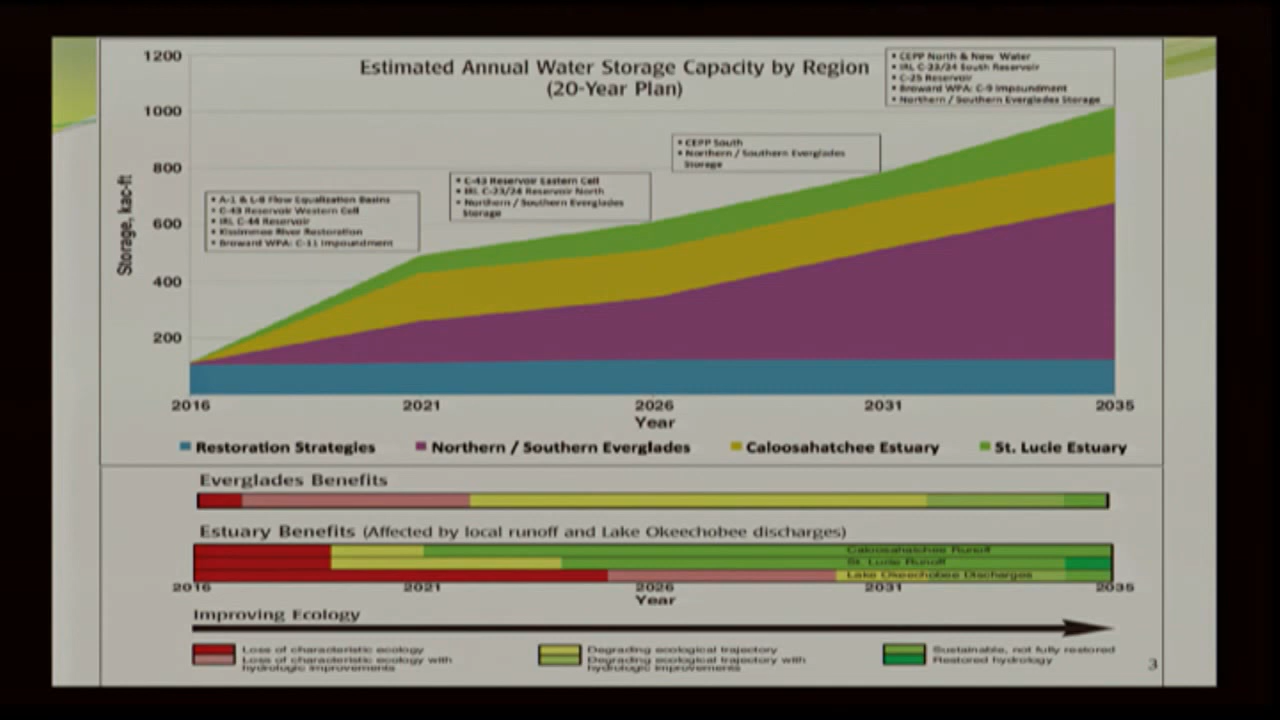 1200
Estimated Annual Water Storage Capacity by Region
(20-Year Plan)
• CEPP North & New Water
• IRL C-23/24 South Reservoir
• C-25 Reservoir
• Broward WPA: C-9 Impoundment
• Northern / Southern Everglades Storage
1000
• CEPP South
• Northern / Southern Everglades
Storage
800
• C-43 Reservoir Eastern Cell
• IRL C-23/24 Reservoir North
• Northern / Southern Everglades
Storage
• A-1 & L-8 Flow Equalization Basins
• C-43 Reservoir Western Cell
• IRL C-44 Reservoir
• Kissimmee River Restoration
• Broward WPA: C-11 Impoundment
600
Storage, kac-ft
400
200
2016 2021 2026 2031 2035
Year
Restoration Strategies Northern / Southern Everglades Caloosahatchee Estuary St. Lucie Estuary
Everglades Benefits
Estuary Benefits (Affected by local runoff and Lake Okeechobee discharges)
Caloosahatchee Runoff
St. Lucie Runoff
Lake Okeechobee Discharges
2016 2021 2026 2031 2035
Year
Improving Ecology
Loss of characteristic ecology
Loss of characteristic ecology with
hydrologic improvements
Degrading ecological trajectory
Degrading ecological trajectory with
hydrologic improvements
Sustainable, not fully restored
Restored hydrology
3